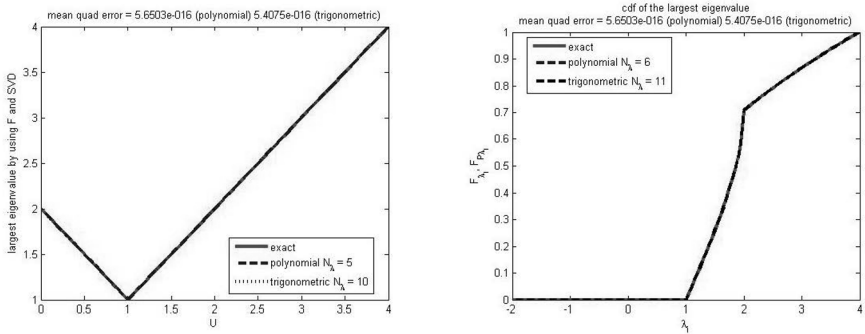 mean quad error = 5.6503e-016 (polynomial) 5.4075e-016 (trigonometric)
largest eigenvalue by using F and SVD
4
3.5
3
2.5
2
1.5
1
0 0.5 1 1.5 2 2.5 3 3.5 4
U
exact
polynomial N_λ = 5
trigonometric N_λ = 10
cdf of the largest eigenvalue
mean quad error = 5.6503e-016 (polynomial) 5.4075e-016 (trigonometric)
F_λ₁, F_Pλ₁
1
0.9
0.8
0.7
0.6
0.5
0.4
0.3
0.2
0.1
0
-2 -1 0 1 2 3 4
λ₁
exact
polynomial N_λ = 6
trigonometric N_λ = 11